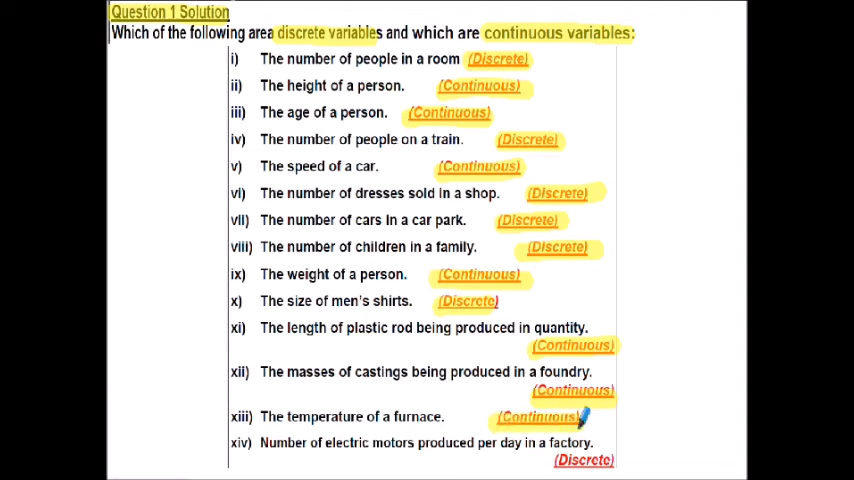 Question 1 Solution
Which of the following area discrete variables and which are continuous variables:
i) The number of people in a room (Discrete)
ii) The height of a person. (Continuous)
iii) The age of a person. (Continuous)
iv) The number of people on a train. (Discrete)
v) The speed of a car. (Continuous)
vi) The number of dresses sold in a shop. (Discrete)
vii) The number of cars in a car park. (Discrete)
viii) The number of children in a family. (Discrete)
ix) The weight of a person. (Continuous)
x) The size of men's shirts. (Discrete)
xi) The length of plastic rod being produced in quantity.
(Continuous)
xii) The masses of castings being produced in a foundry.
(Continuous)
xiii) The temperature of a furnace. (Continuous)
xiv) Number of electric motors produced per day in a factory.
(Discrete)